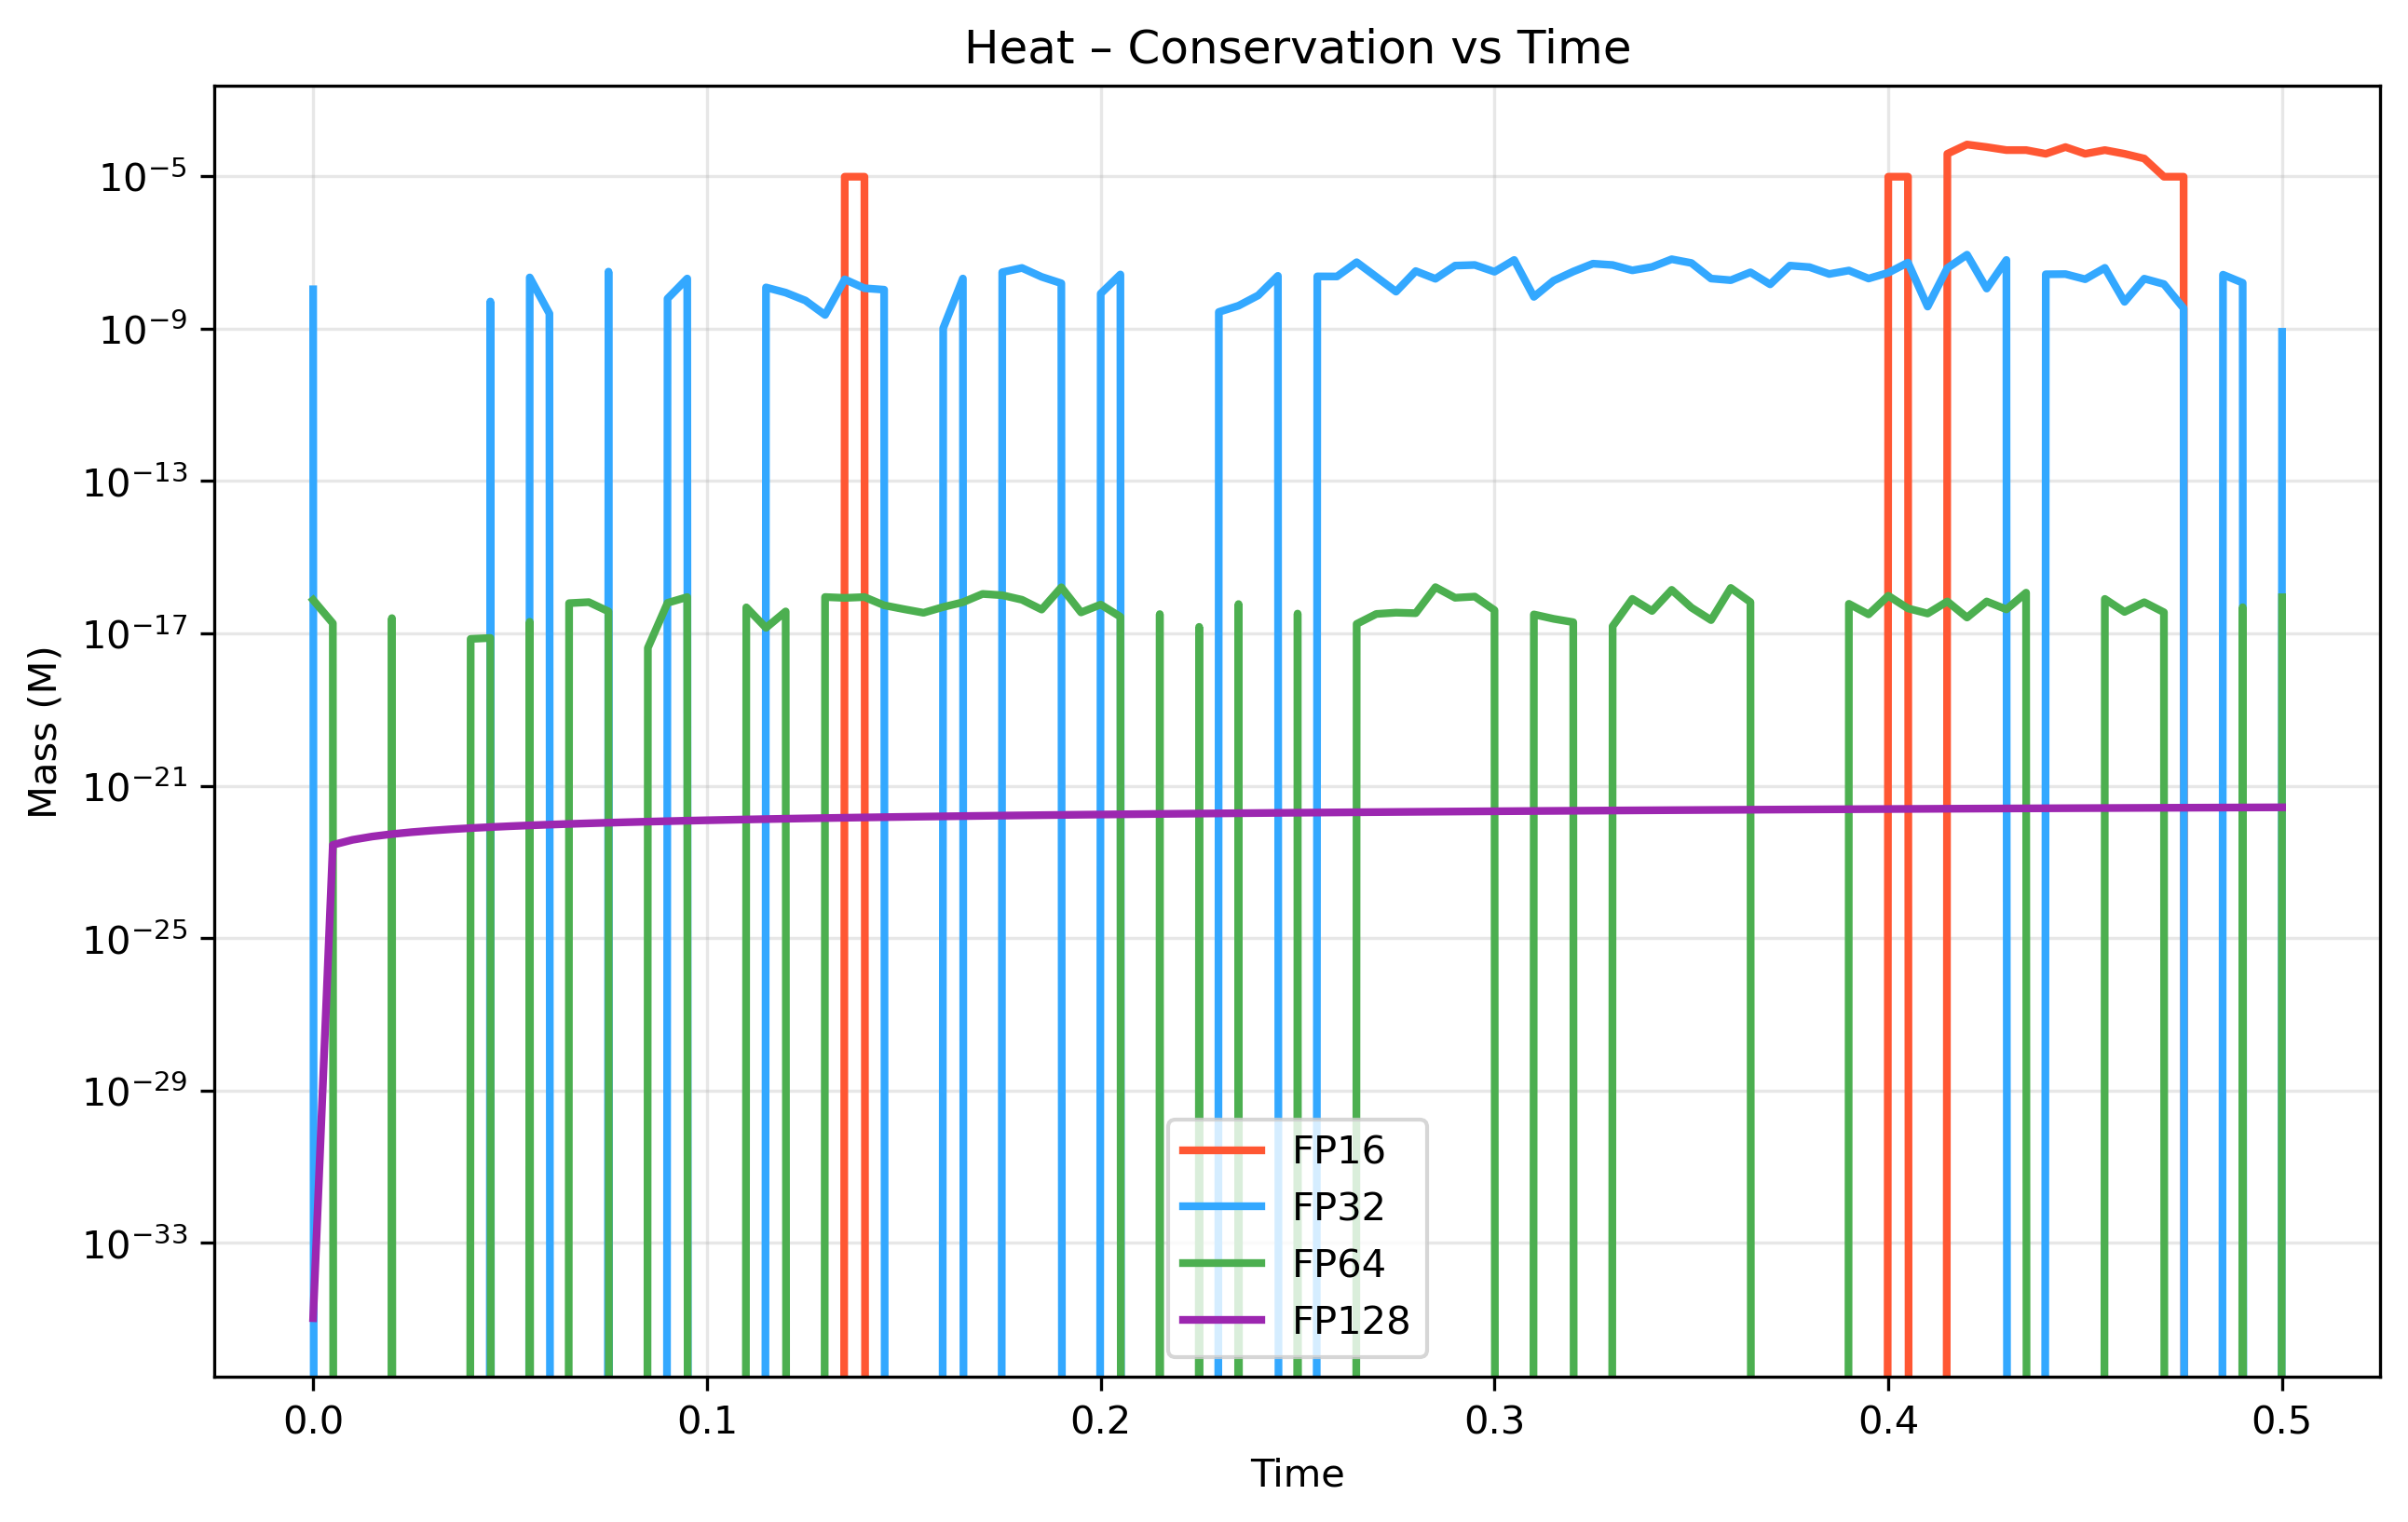 Heat – Conservation vs Time
Mass (M)
10⁻⁵
10⁻⁹
10⁻¹³
10⁻¹⁷
10⁻²¹
10⁻²⁵
10⁻²⁹
10⁻³³
FP16
FP32
FP64
FP128
0.0 0.1 0.2 0.3 0.4 0.5
Time